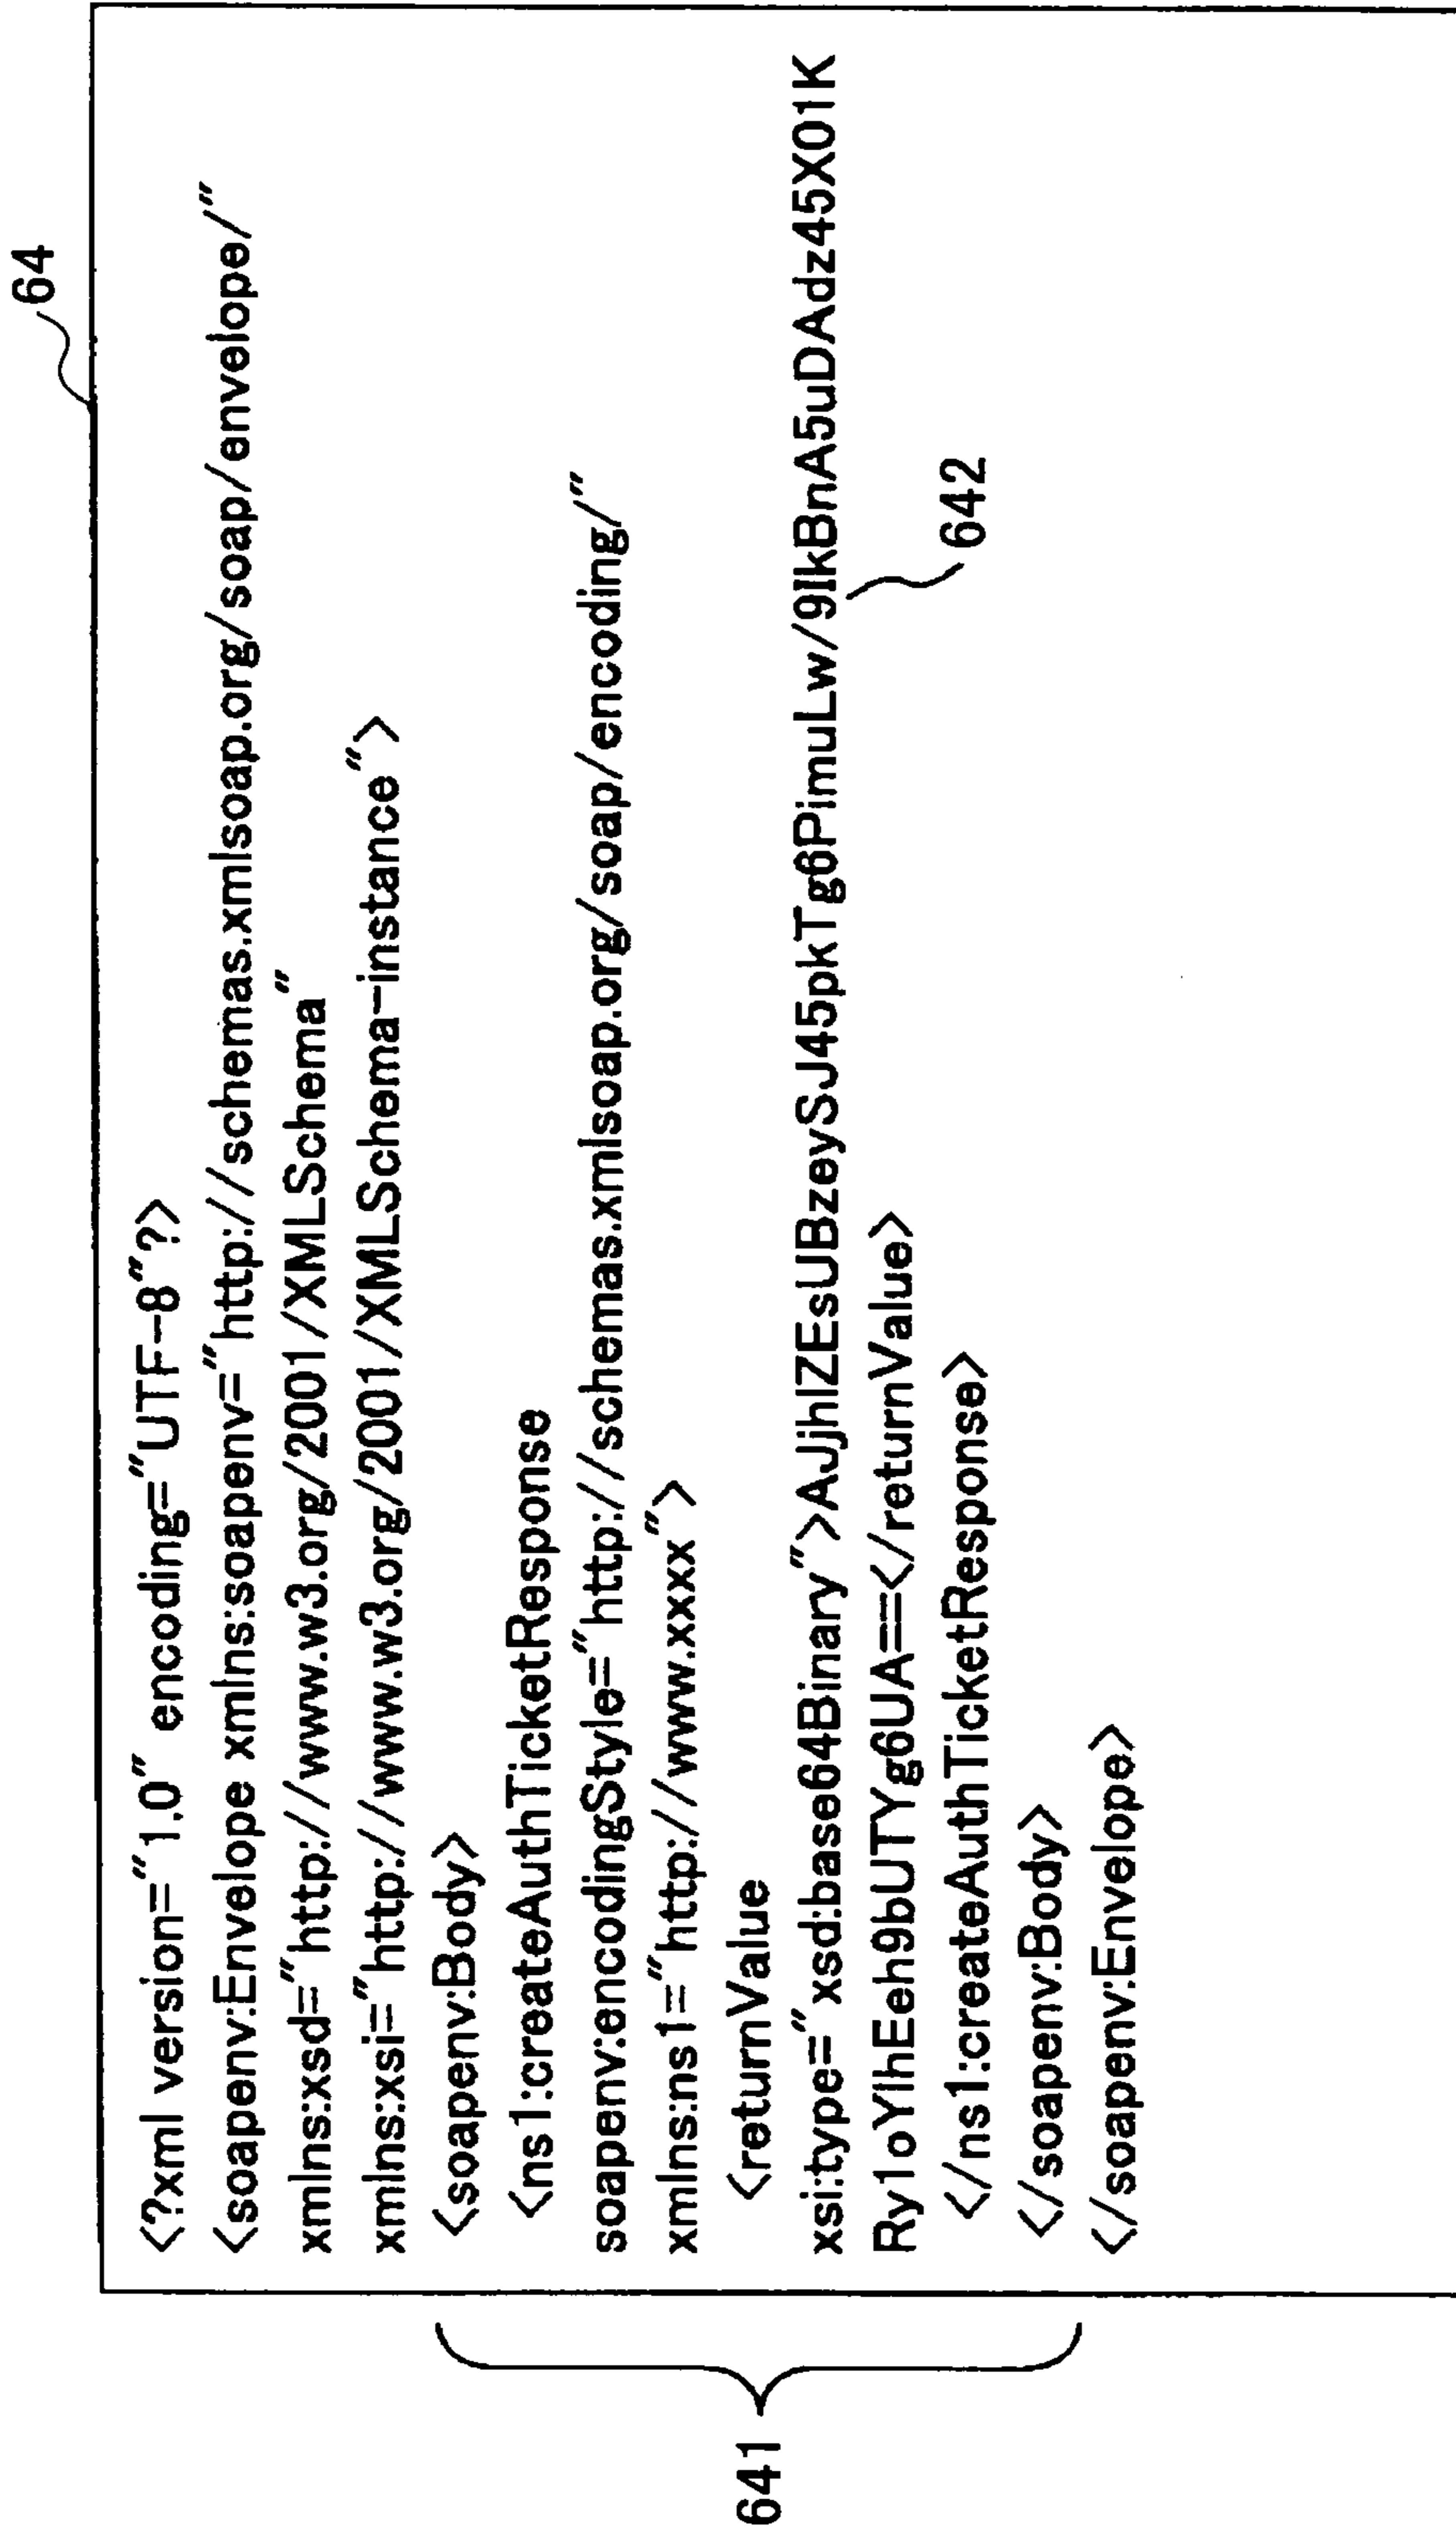 64
<?xml version="1.0" encoding="UTF-8"?>
<soapenv:Envelope xmlns:soapenv="http://schemas.xmlsoap.org/soap/envelope/"
xmlns:xsd="http://www.w3.org/2001/XMLSchema"
xmlns:xsi="http://www.w3.org/2001/XMLSchema-instance">
<soapenv:Body>
<ns1:createAuthTicketResponse
soapenv:encodingStyle="http://schemas.xmlsoap.org/soap/encoding/"
xmlns:ns1="http://www.xxxx">
<returnValue
xsi:type="xsd:base64Binary">AJjhIZEsUBzeySJ45pkTg6PimuLw/9IkBnA5uDAdz45X01K
Ry1oYIhEeh9bUTYg6UA==</returnValue>
</ns1:createAuthTicketResponse>
</soapenv:Body>
</soapenv:Envelope>
641
642